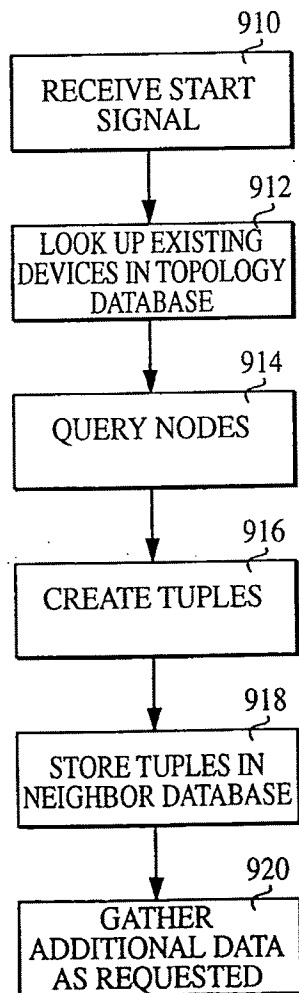 910
RECEIVE START
SIGNAL
912
LOOK UP EXISTING
DEVICES IN TOPOLOGY
DATABASE
914
QUERY NODES
916
CREATE TUPLES
918
STORE TUPLES IN
NEIGHBOR DATABASE
920
GATHER
ADDITIONAL DATA
AS REQUESTED